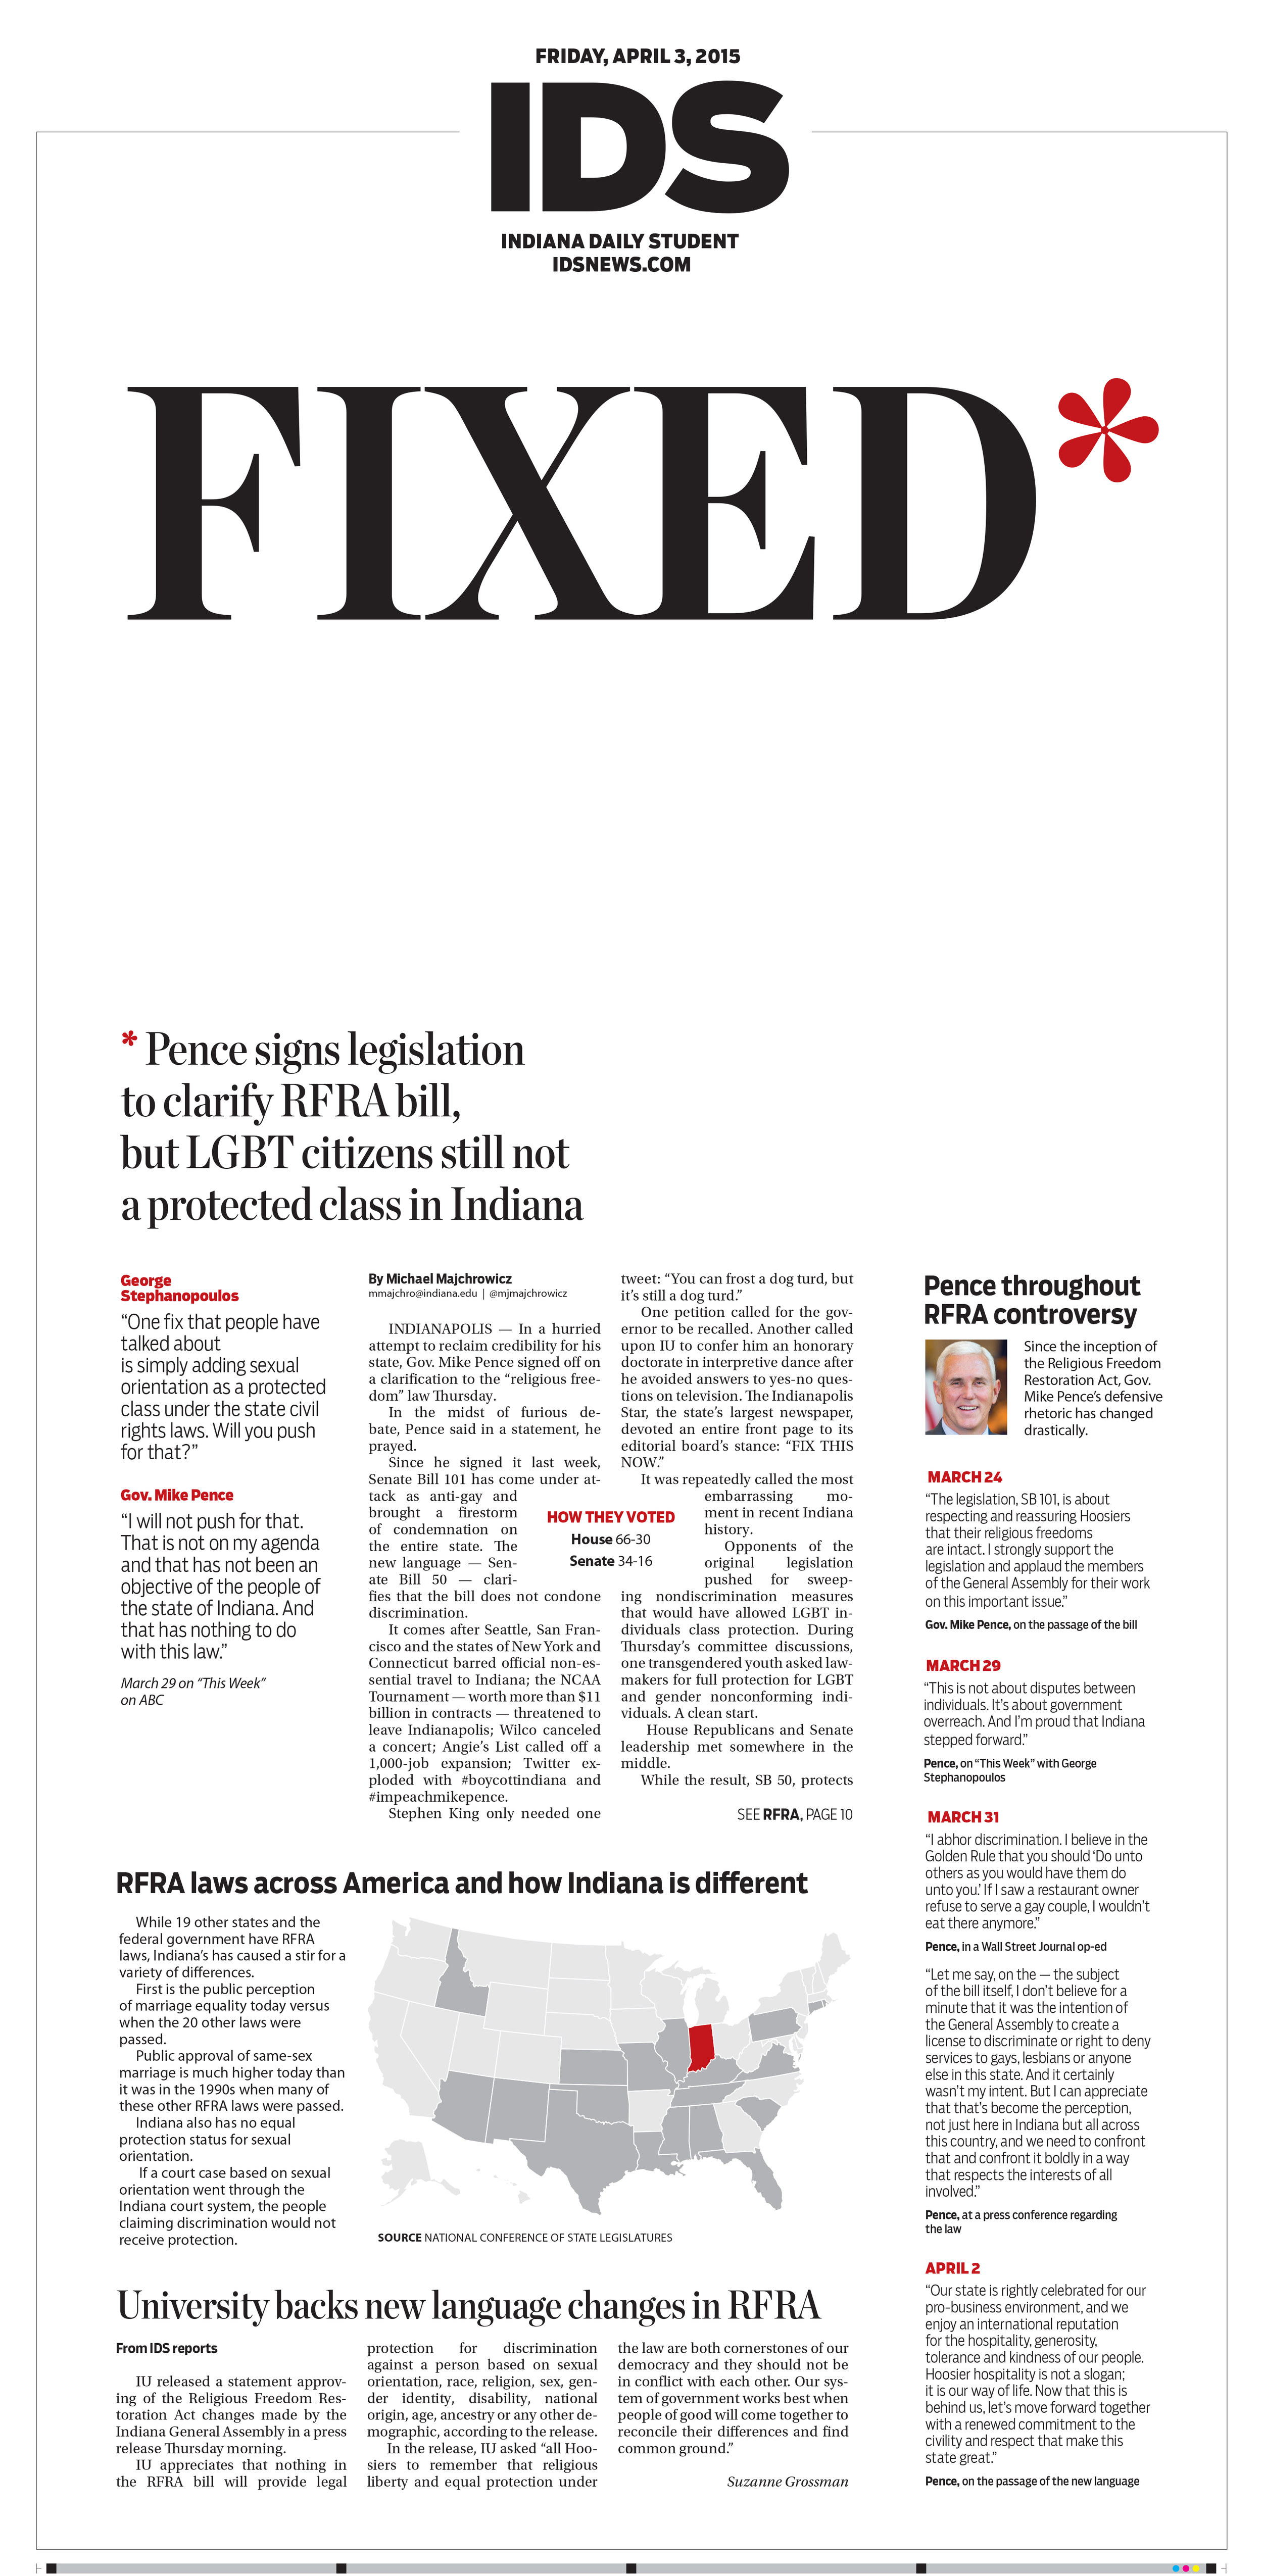 FRIDAY, APRIL 3, 2015
IDS
INDIANA DAILY STUDENT
IDSNEWS.COM
FIXED*
* Pence signs legislation
to clarify RFRA bill,
but LGBT citizens still not
a protected class in Indiana
George
Stephanopoulos
“One fix that people have
talked about
is simply adding sexual
orientation as a protected
class under the state civil
rights laws. Will you push
for that?”
Gov. Mike Pence
“I will not push for that.
That is not on my agenda
and that has not been an
objective of the people of
the state of Indiana. And
that has nothing to do
with this law.”
March 29 on “This Week”
on ABC
By Michael Majchrowicz
mmajchro@indiana.edu | @mjmajchrowicz
INDIANAPOLIS — In a hurried
attempt to reclaim credibility for his
state, Gov. Mike Pence signed off on
a clarification to the “religious free-
dom” law Thursday.
In the midst of furious de-
bate, Pence said in a statement, he
prayed.
Since he signed it last week,
Senate Bill 101 has come under at-
tack as anti-gay and
brought a firestorm
of condemnation on
the entire state. The
new language — Sen-
ate Bill 50 — clari-
fies that the bill does not condone
discrimination.
It comes after Seattle, San Fran-
cisco and the states of New York and
Connecticut barred official non-es-
sential travel to Indiana; the NCAA
Tournament — worth more than $11
billion in contracts — threatened to
leave Indianapolis; Wilco canceled
a concert; Angie’s List called off a
1,000-job expansion; Twitter ex-
ploded with #boycottindiana and
#impeachmikepence.
Stephen King only needed one
tweet: “You can frost a dog turd, but
it’s still a dog turd.”
One petition called for the gov-
ernor to be recalled. Another called
upon IU to confer him an honorary
doctorate in interpretive dance after
he avoided answers to yes-no ques-
tions on television. The Indianapolis
Star, the state’s largest newspaper,
devoted an entire front page to its
editorial board’s stance: “FIX THIS
NOW.”
It was repeatedly called the most
embarrassing mo-
ment in recent Indiana
history.
Opponents of the
original legislation
pushed for sweep-
ing nondiscrimination measures
that would have allowed LGBT in-
dividuals class protection. During
Thursday’s committee discussions,
one transgendered youth asked law-
makers for full protection for LGBT
and gender nonconforming indi-
viduals. A clean start.
House Republicans and Senate
leadership met somewhere in the
middle.
While the result, SB 50, protects
SEE RFRA, PAGE 10
HOW THEY VOTED
House 66-30
Senate 34-16
Pence throughout
RFRA controversy
Since the inception of
the Religious Freedom
Restoration Act, Gov.
Mike Pence’s defensive
rhetoric has changed
drastically.
MARCH 24
“The legislation, SB 101, is about
respecting and reassuring Hoosiers
that their religious freedoms
are intact. I strongly support the
legislation and applaud the members
of the General Assembly for their work
on this important issue.”
Gov. Mike Pence, on the passage of the bill
MARCH 29
“This is not about disputes between
individuals. It’s about government
overreach. And I’m proud that Indiana
stepped forward.”
Pence, on “This Week” with George
Stephanopoulos
MARCH 31
“I abhor discrimination. I believe in the
Golden Rule that you should ‘Do unto
others as you would have them do
unto you.’ If I saw a restaurant owner
refuse to serve a gay couple, I wouldn’t
eat there anymore.”
Pence, in a Wall Street Journal op-ed
“Let me say, on the — the subject
of the bill itself, I don’t believe for a
minute that it was the intention of
the General Assembly to create a
license to discriminate or right to deny
services to gays, lesbians or anyone
else in this state. And it certainly
wasn’t my intent. But I can appreciate
that that’s become the perception,
not just here in Indiana but all across
this country, and we need to confront
that and confront it boldly in a way
that respects the interests of all
involved.”
Pence, at a press conference regarding
the law
APRIL 2
“Our state is rightly celebrated for our
pro-business environment, and we
enjoy an international reputation
for the hospitality, generosity,
tolerance and kindness of our people.
Hoosier hospitality is not a slogan;
it is our way of life. Now that this is
behind us, let’s move forward together
with a renewed commitment to the
civility and respect that make this
state great.”
Pence, on the passage of the new language
RFRA laws across America and how Indiana is different
While 19 other states and the
federal government have RFRA
laws, Indiana’s has caused a stir for a
variety of differences.
First is the public perception
of marriage equality today versus
when the 20 other laws were
passed.
Public approval of same-sex
marriage is much higher today than
it was in the 1990s when many of
these other RFRA laws were passed.
Indiana also has no equal
protection status for sexual
orientation.
If a court case based on sexual
orientation went through the
Indiana court system, the people
claiming discrimination would not
receive protection.
SOURCE NATIONAL CONFERENCE OF STATE LEGISLATURES
University backs new language changes in RFRA
From IDS reports
IU released a statement approv-
ing of the Religious Freedom Res-
toration Act changes made by the
Indiana General Assembly in a press
release Thursday morning.
IU appreciates that nothing in
the RFRA bill will provide legal
protection for discrimination
against a person based on sexual
orientation, race, religion, sex, gen-
der identity, disability, national
origin, age, ancestry or any other de-
mographic, according to the release.
In the release, IU asked “all Hoo-
siers to remember that religious
liberty and equal protection under
the law are both cornerstones of our
democracy and they should not be
in conflict with each other. Our sys-
tem of government works best when
people of good will come together to
reconcile their differences and find
common ground.”
Suzanne Grossman